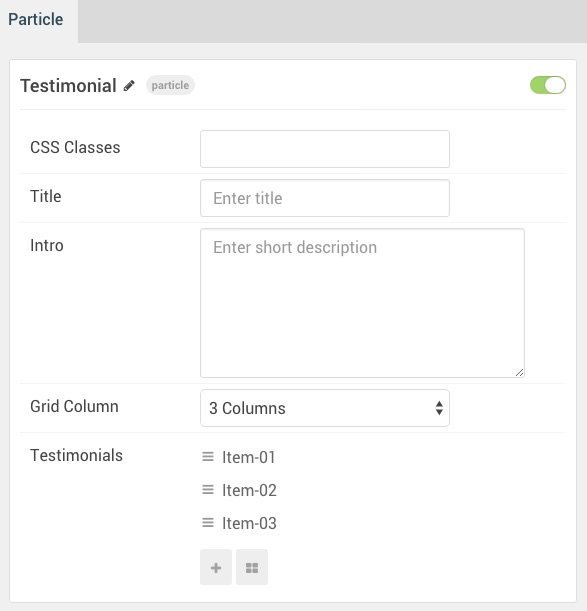 Particle
Testimonial particle
CSS Classes
Title Enter title
Intro Enter short description
Grid Column 3 Columns
Testimonials Item-01
Item-02
Item-03